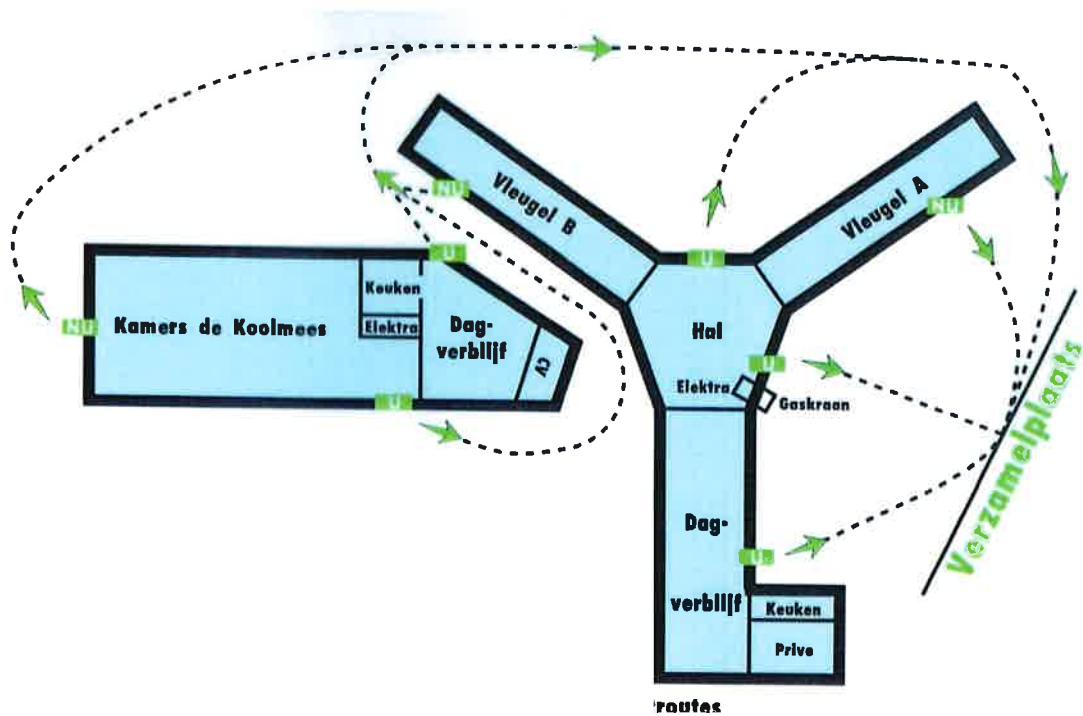 Vleugel B
Vleugel A
NU
NU
U
U
Keuken
Elektra
Dag-
verblijf
CV
NU
Kamers de Koolmees
U
Hal
U
Elektra
Gaskraan
Verzamelplaats
Dag-
verblijf
U
Keuken
Prive
routes